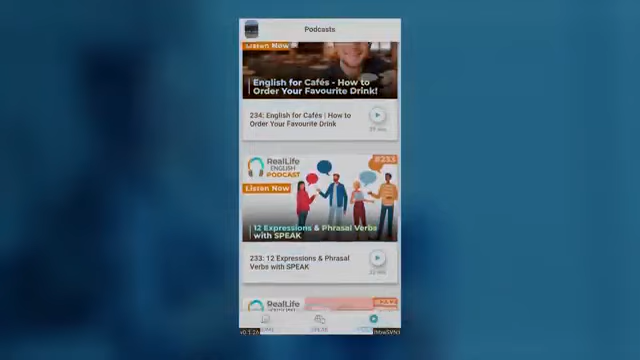 Podcasts
Listen Now
English for Cafés - How to
Order Your Favourite Drink!
234: English for Cafés | How to
Order Your Favourite Drink
RealLife
ENGLISH
PODCAST
#233
Listen Now
12 Expressions & Phrasal Verbs
with SPEAK
233: 12 Expressions & Phrasal
Verbs with SPEAK
RealLife